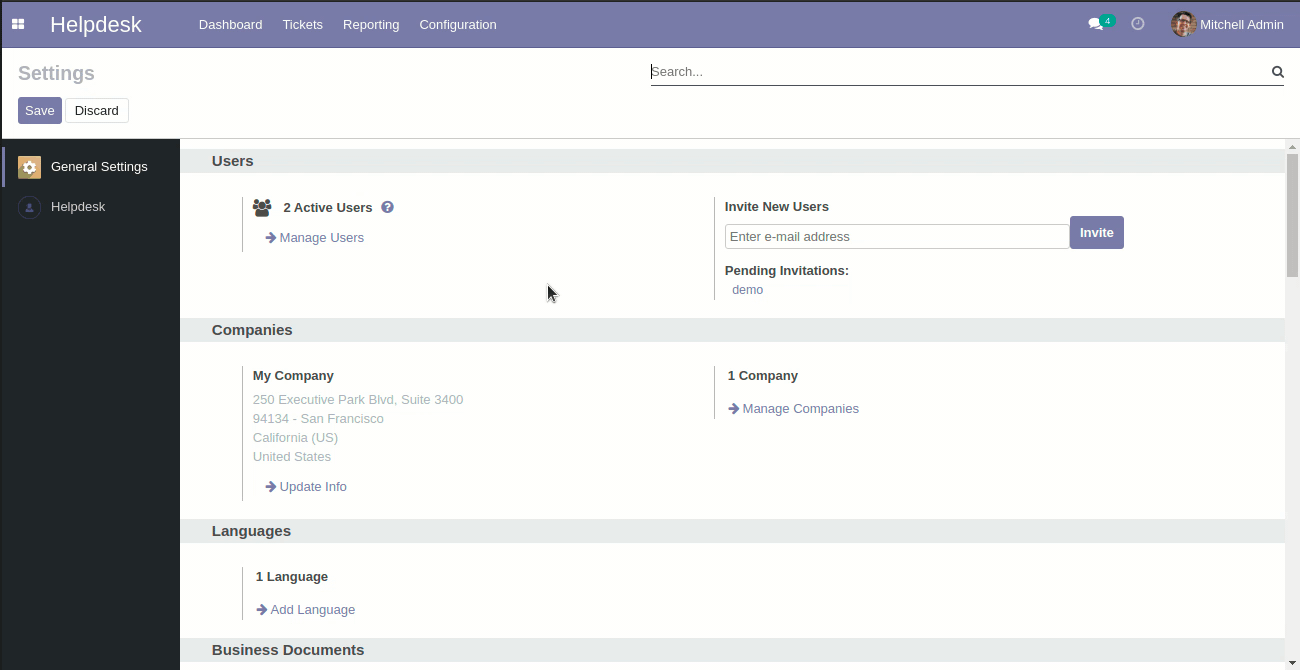 Helpdesk Dashboard Tickets Reporting Configuration 4 Mitchell Admin
Settings
Search...
Save Discard
General Settings
Helpdesk
Users
2 Active Users ?
Manage Users
Invite New Users
Enter e-mail address Invite
Pending Invitations:
demo
Companies
My Company
250 Executive Park Blvd, Suite 3400
94134 - San Francisco
California (US)
United States
Update Info
1 Company
Manage Companies
Languages
1 Language
Add Language
Business Documents